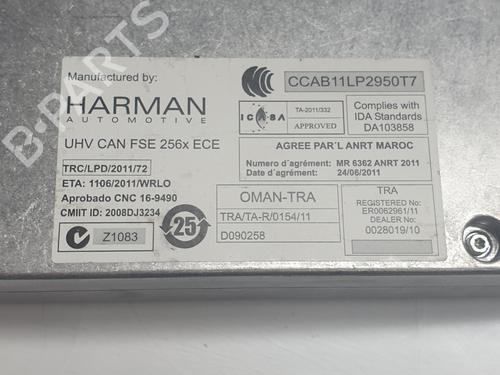 B-PARTS
Manufactured by:
HARMAN
AUTOMOTIVE
UHV CAN FSE 256x ECE
TRC/LPD/2011/72
ETA: 1106/2011/WRLO
Aprobado CNC 16-9490
CMIIT ID: 2008DJ3234
Z1083
25
CCAB11LP2950T7
ICASA
TA-2011/332
APPROVED
Complies with
IDA Standards
DA103858
AGREE PAR´L ANRT MAROC
Numero d´agrément: MR 6362 ANRT 2011
Date d´agrément: 24/06/2011
OMAN-TRA
TRA/TA-R/0154/11
D090258
TRA
REGISTERED No:
ER0062961/11
DEALER No:
0028019/10